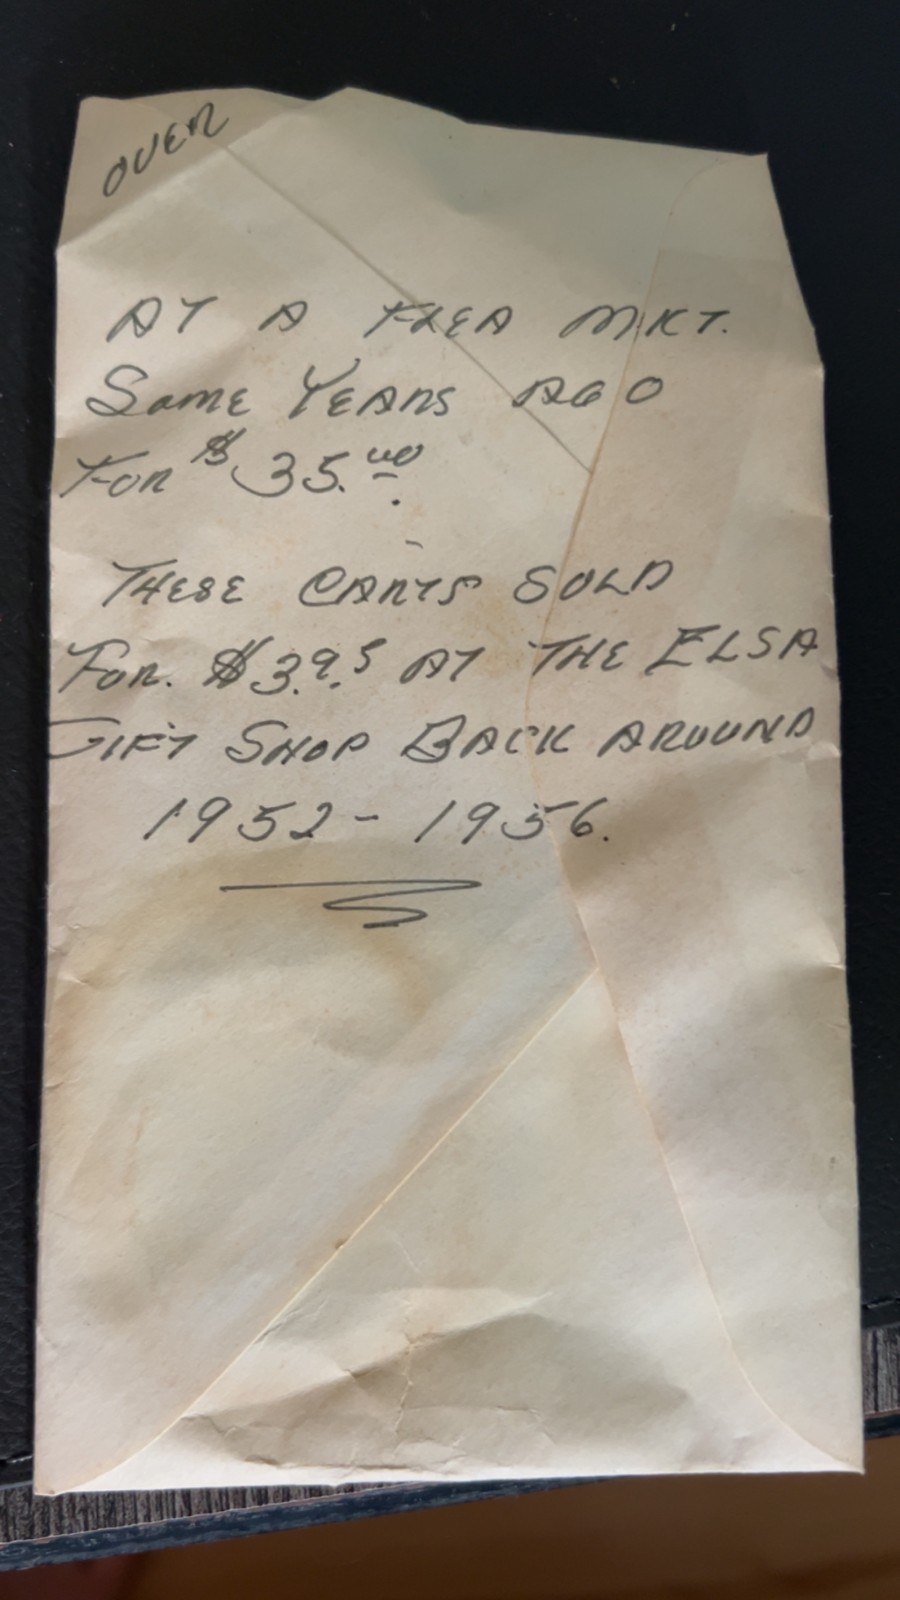 OVER
AT A FLEA MKT.
SOME YEARS AGO
FOR $35.00
THESE CARTS SOLD
FOR. $3.95 AT THE ELSA
GIFT SHOP BACK AROUND
1952 - 1956.